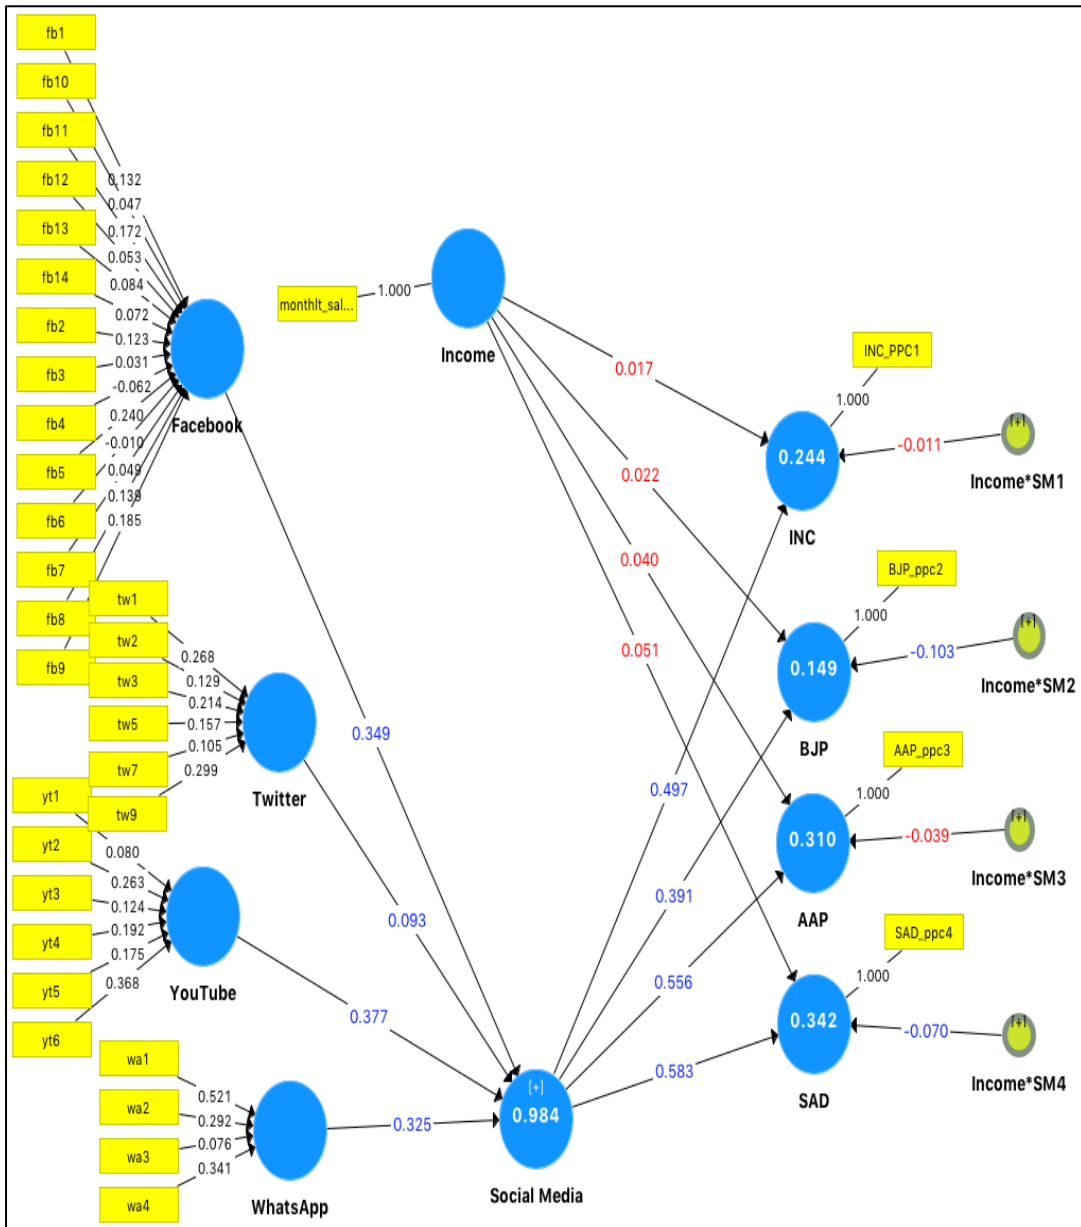 fb1
fb10
fb11
fb12
fb13
fb14
fb2
fb3
fb4
fb5
fb6
fb7
fb8
fb9
0.132
0.047
0.172
0.053
0.084
0.072
0.123
0.031
-0.062
0.240
-0.010
0.049
0.139
0.185
Facebook
tw1
tw2
tw3
tw5
tw7
tw9
0.268
0.129
0.214
0.157
0.105
0.299
Twitter
yt1
yt2
yt3
yt4
yt5
yt6
0.080
0.263
0.124
0.192
0.175
0.368
YouTube
wa1
wa2
wa3
wa4
0.521
0.292
0.076
0.341
WhatsApp
0.349
0.093
0.377
0.325
[+]
0.984
Social Media
monthlt_sal...
1.000
Income
0.017
0.022
0.040
0.051
0.497
0.391
0.556
0.583
INC_PPC1
1.000
0.244
INC
-0.011
[+]
Income*SM1
BJP_ppc2
1.000
0.149
BJP
-0.103
[+]
Income*SM2
AAP_ppc3
1.000
0.310
AAP
-0.039
[+]
Income*SM3
SAD_ppc4
1.000
0.342
SAD
-0.070
[+]
Income*SM4